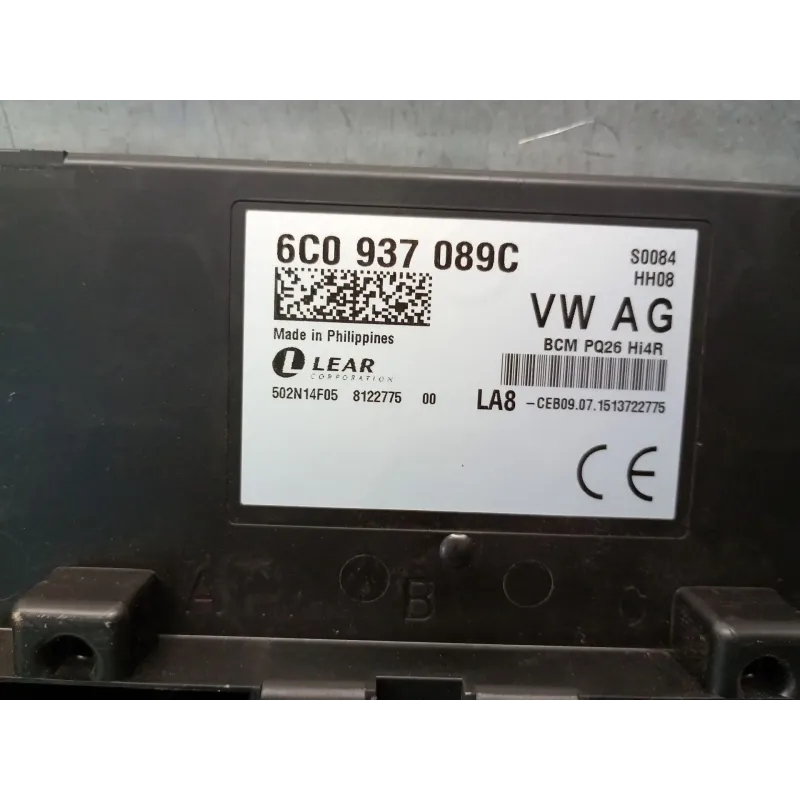 6C0 937 089C
S0084
HH08
VW AG
Made in Philippines
BCM PQ26 Hi4R
LEAR
CORPORATION
502N14F05 8122775 00
LA8 -CEB09.07.1513722775
CE
A B C